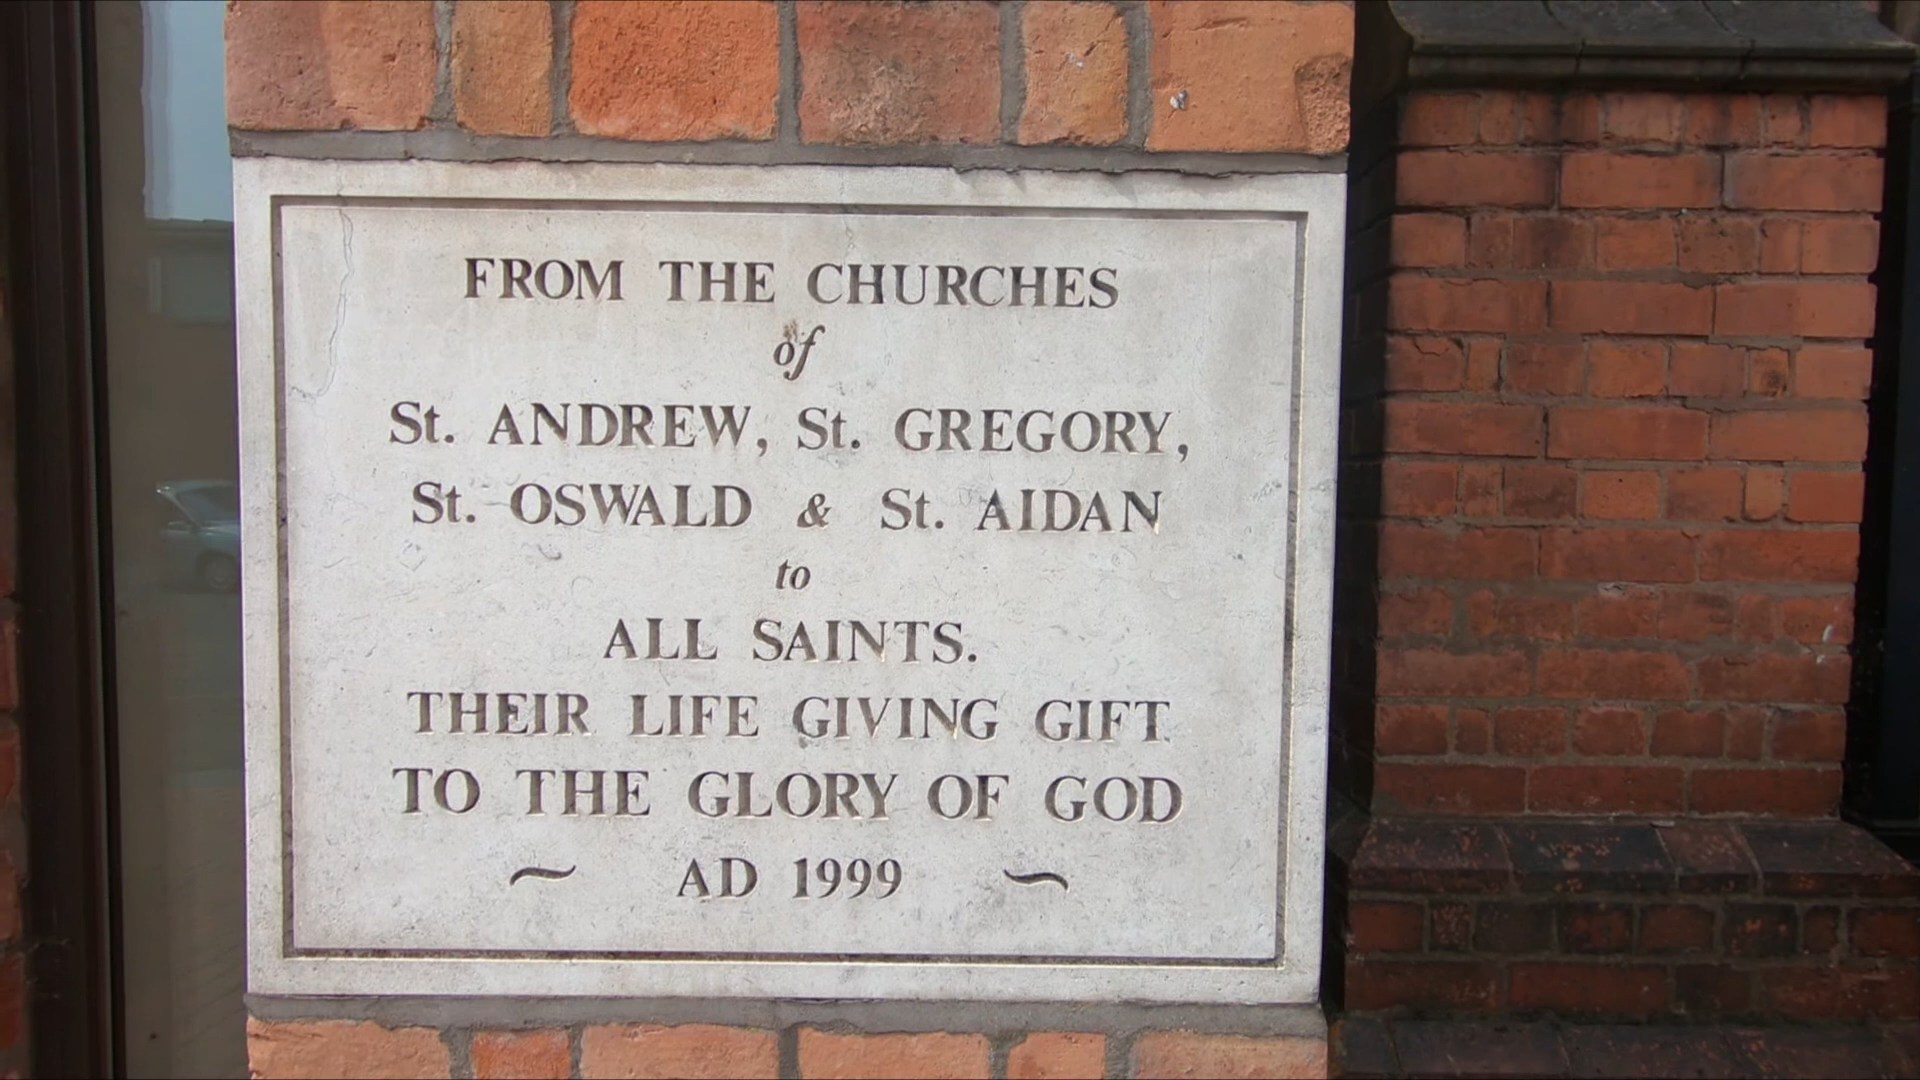 FROM THE CHURCHES
of
St. ANDREW, St. GREGORY,
St. OSWALD & St. AIDAN
to
ALL SAINTS.
THEIR LIFE GIVING GIFT
TO THE GLORY OF GOD
~ AD 1999 ~